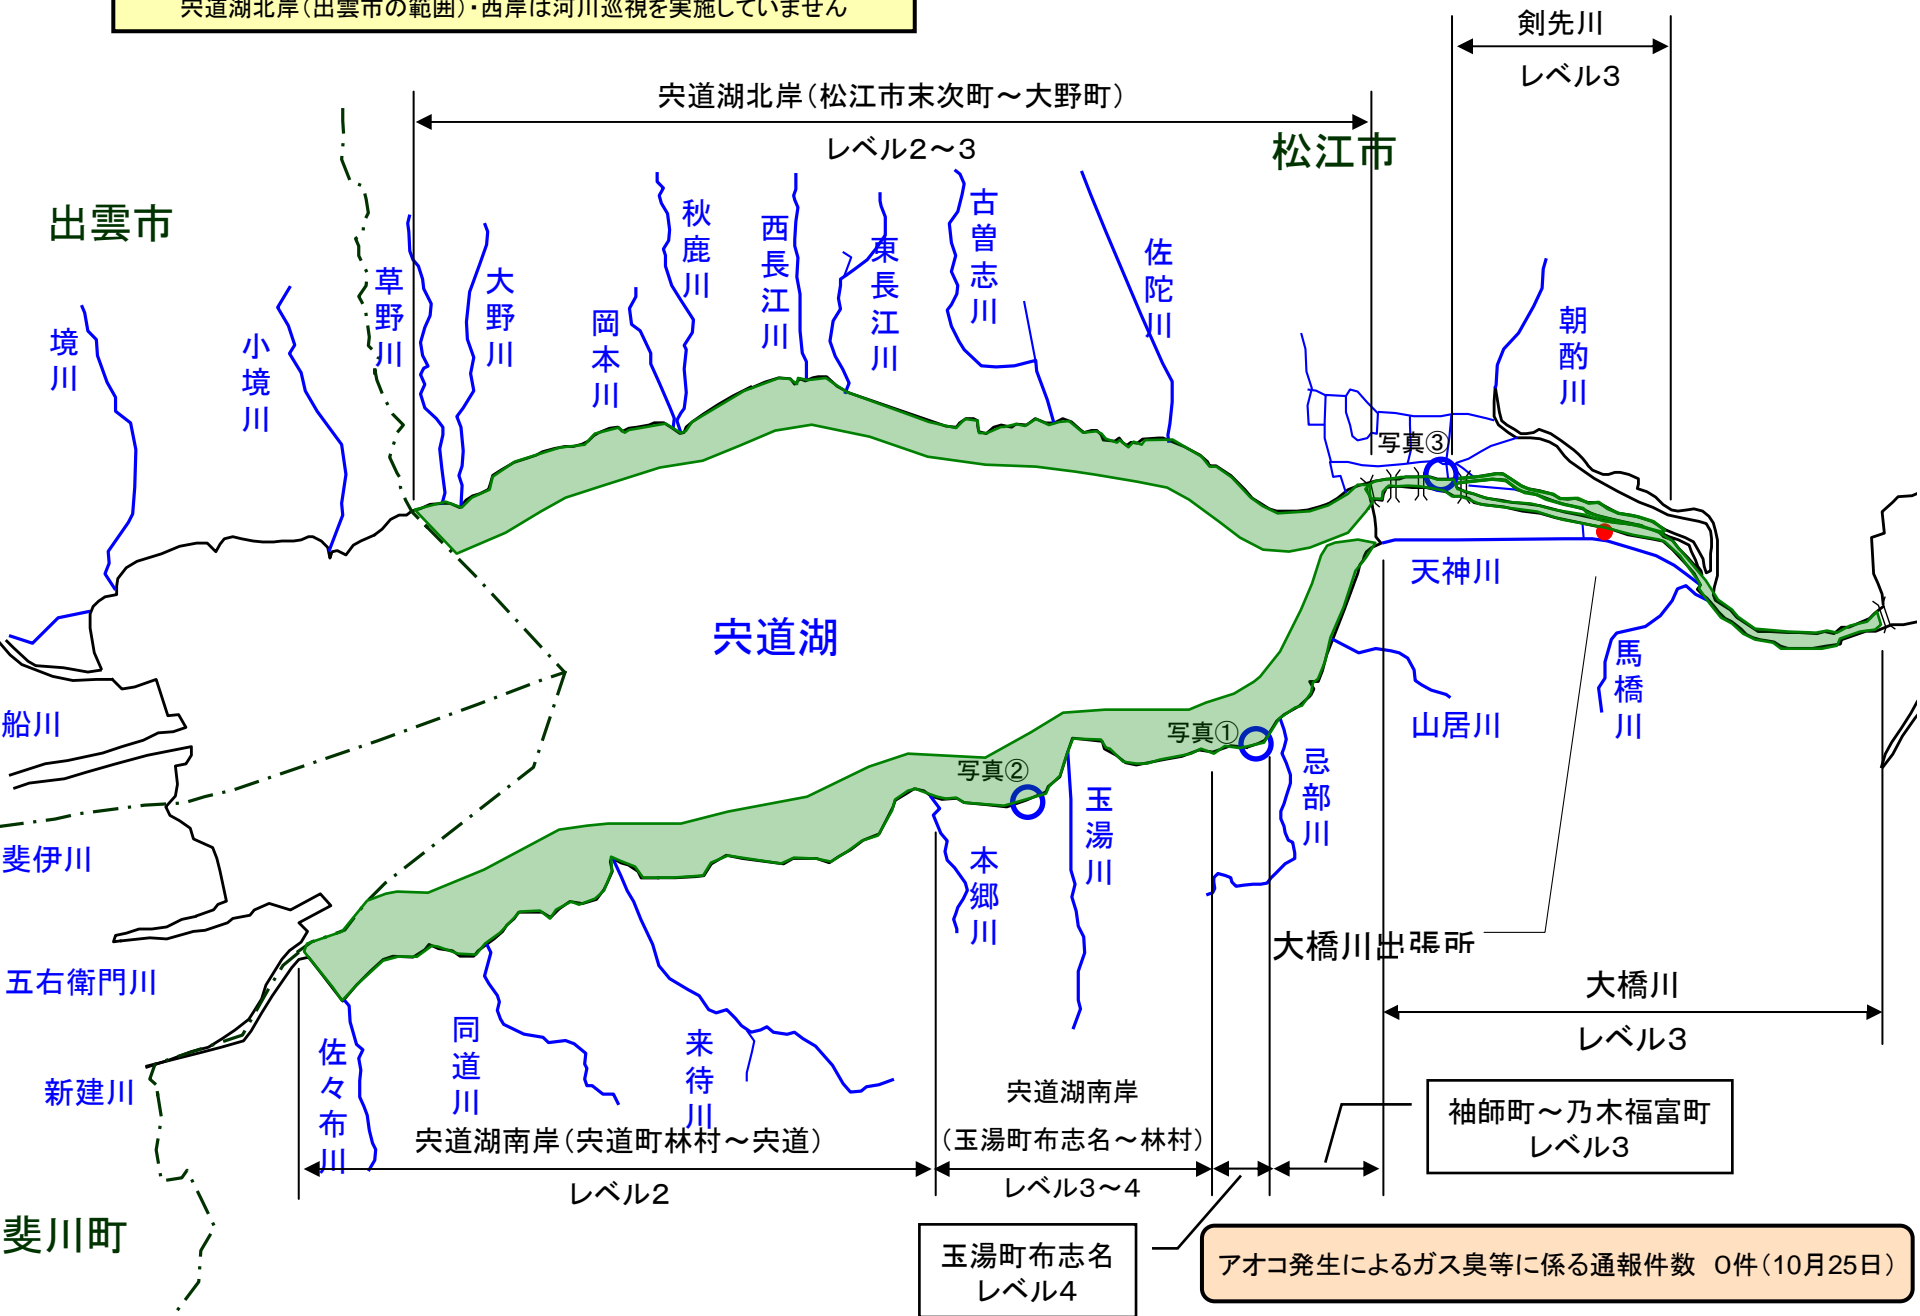 宍道湖北岸(出雲市の範囲)・西岸は河川巡視を実施していません
剣先川
レベル3
宍道湖北岸(松江市末次町～大野町)
レベル2～3
松江市
出雲市
境川
小境川
草野川
大野川
岡本川
秋鹿川
西長江川
東長江川
古曽志川
佐陀川
朝酌川
写真③
天神川
宍道湖
馬橋川
山居川
写真①
写真②
忌部川
玉湯川
本郷川
船川
斐伊川
五右衛門川
新建川
佐々布川
同道川
来待川
大橋川出張所
大橋川
レベル3
宍道湖南岸
(玉湯町布志名～林村)
レベル3～4
宍道湖南岸(宍道町林村～宍道)
レベル2
袖師町～乃木福富町
レベル3
斐川町
玉湯町布志名
レベル4
アオコ発生によるガス臭等に係る通報件数 0件(10月25日)